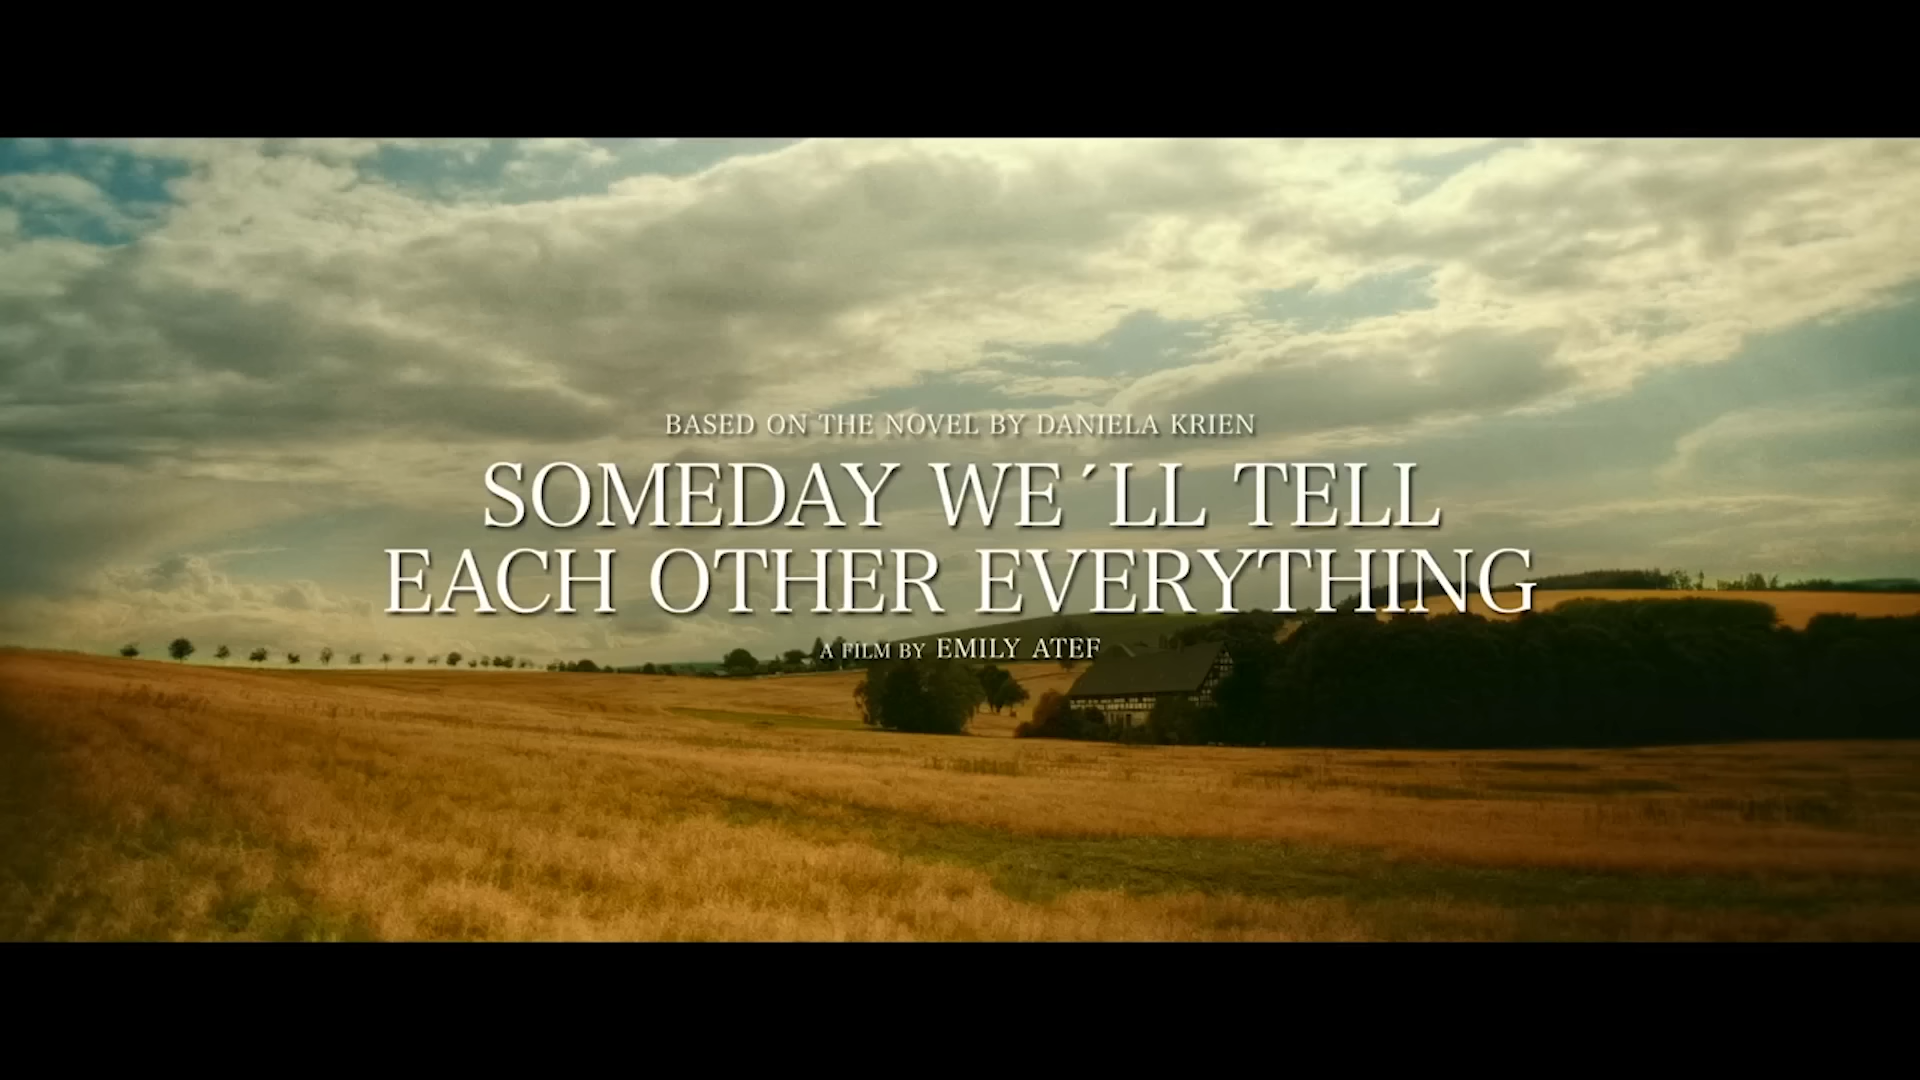 BASED ON THE NOVEL BY DANIELA KRIEN
SOMEDAY WE´LL TELL
EACH OTHER EVERYTHING
A FILM BY EMILY ATEF